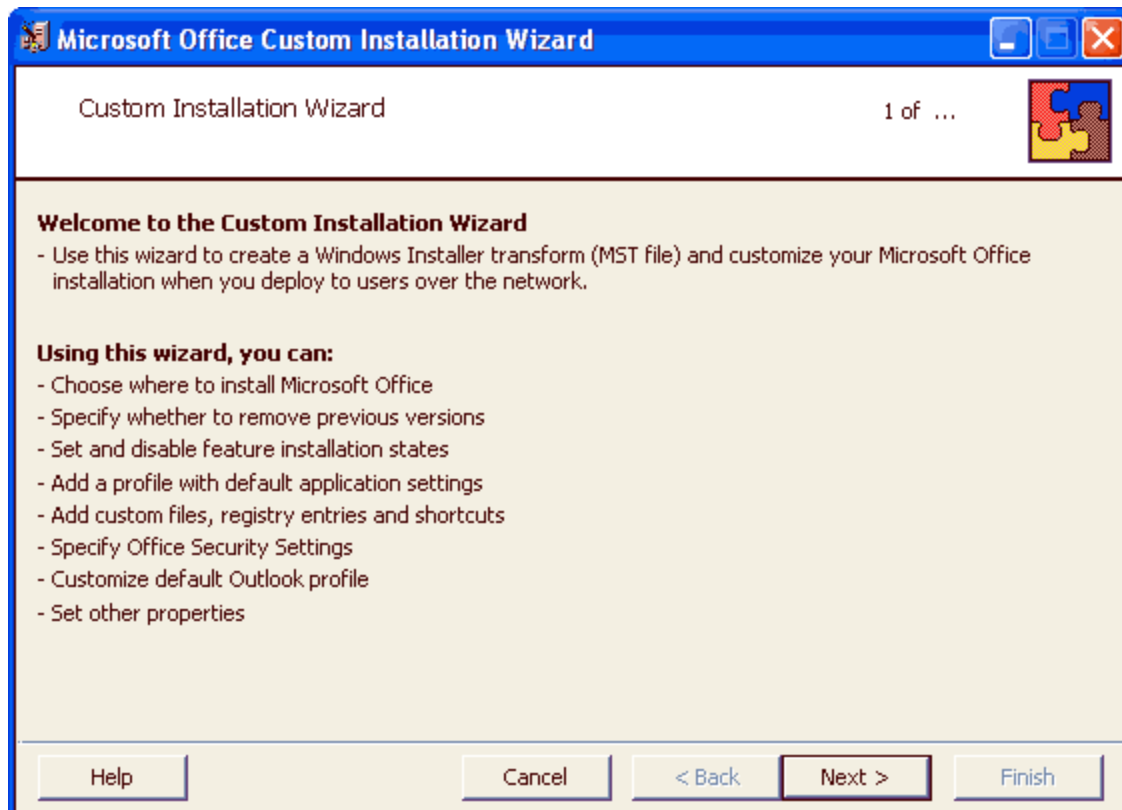 Microsoft Office Custom Installation Wizard
Custom Installation Wizard
1 of ...
Welcome to the Custom Installation Wizard
- Use this wizard to create a Windows Installer transform (MST file) and customize your Microsoft Office
installation when you deploy to users over the network.
Using this wizard, you can:
- Choose where to install Microsoft Office
- Specify whether to remove previous versions
- Set and disable feature installation states
- Add a profile with default application settings
- Add custom files, registry entries and shortcuts
- Specify Office Security Settings
- Customize default Outlook profile
- Set other properties
Help
Cancel
< Back
Next >
Finish